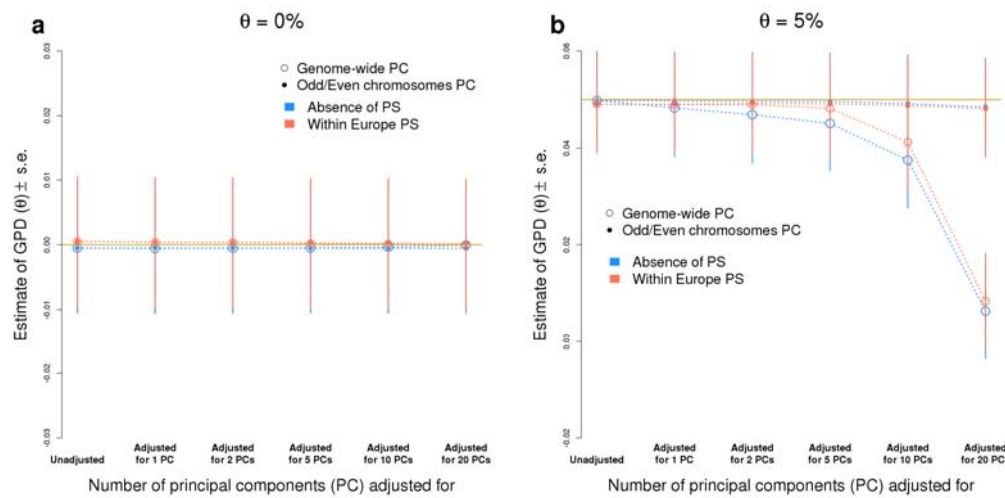 a
θ = 0%
Estimate of GPD (θ) ± s.e.
0.03
0.02
0.01
0.00
-0.01
-0.02
-0.03
Genome-wide PC
Odd/Even chromosomes PC
Absence of PS
Within Europe PS
Unadjusted
Adjusted for 1 PC
Adjusted for 2 PCs
Adjusted for 5 PCs
Adjusted for 10 PCs
Adjusted for 20 PCs
Number of principal components (PC) adjusted for
b
θ = 5%
Estimate of GPD (θ) ± s.e.
0.06
0.04
0.02
0.00
-0.02
Genome-wide PC
Odd/Even chromosomes PC
Absence of PS
Within Europe PS
Unadjusted
Adjusted for 1 PC
Adjusted for 2 PCs
Adjusted for 5 PCs
Adjusted for 10 PCs
Adjusted for 20 PC
Number of principal components (PC) adjusted for